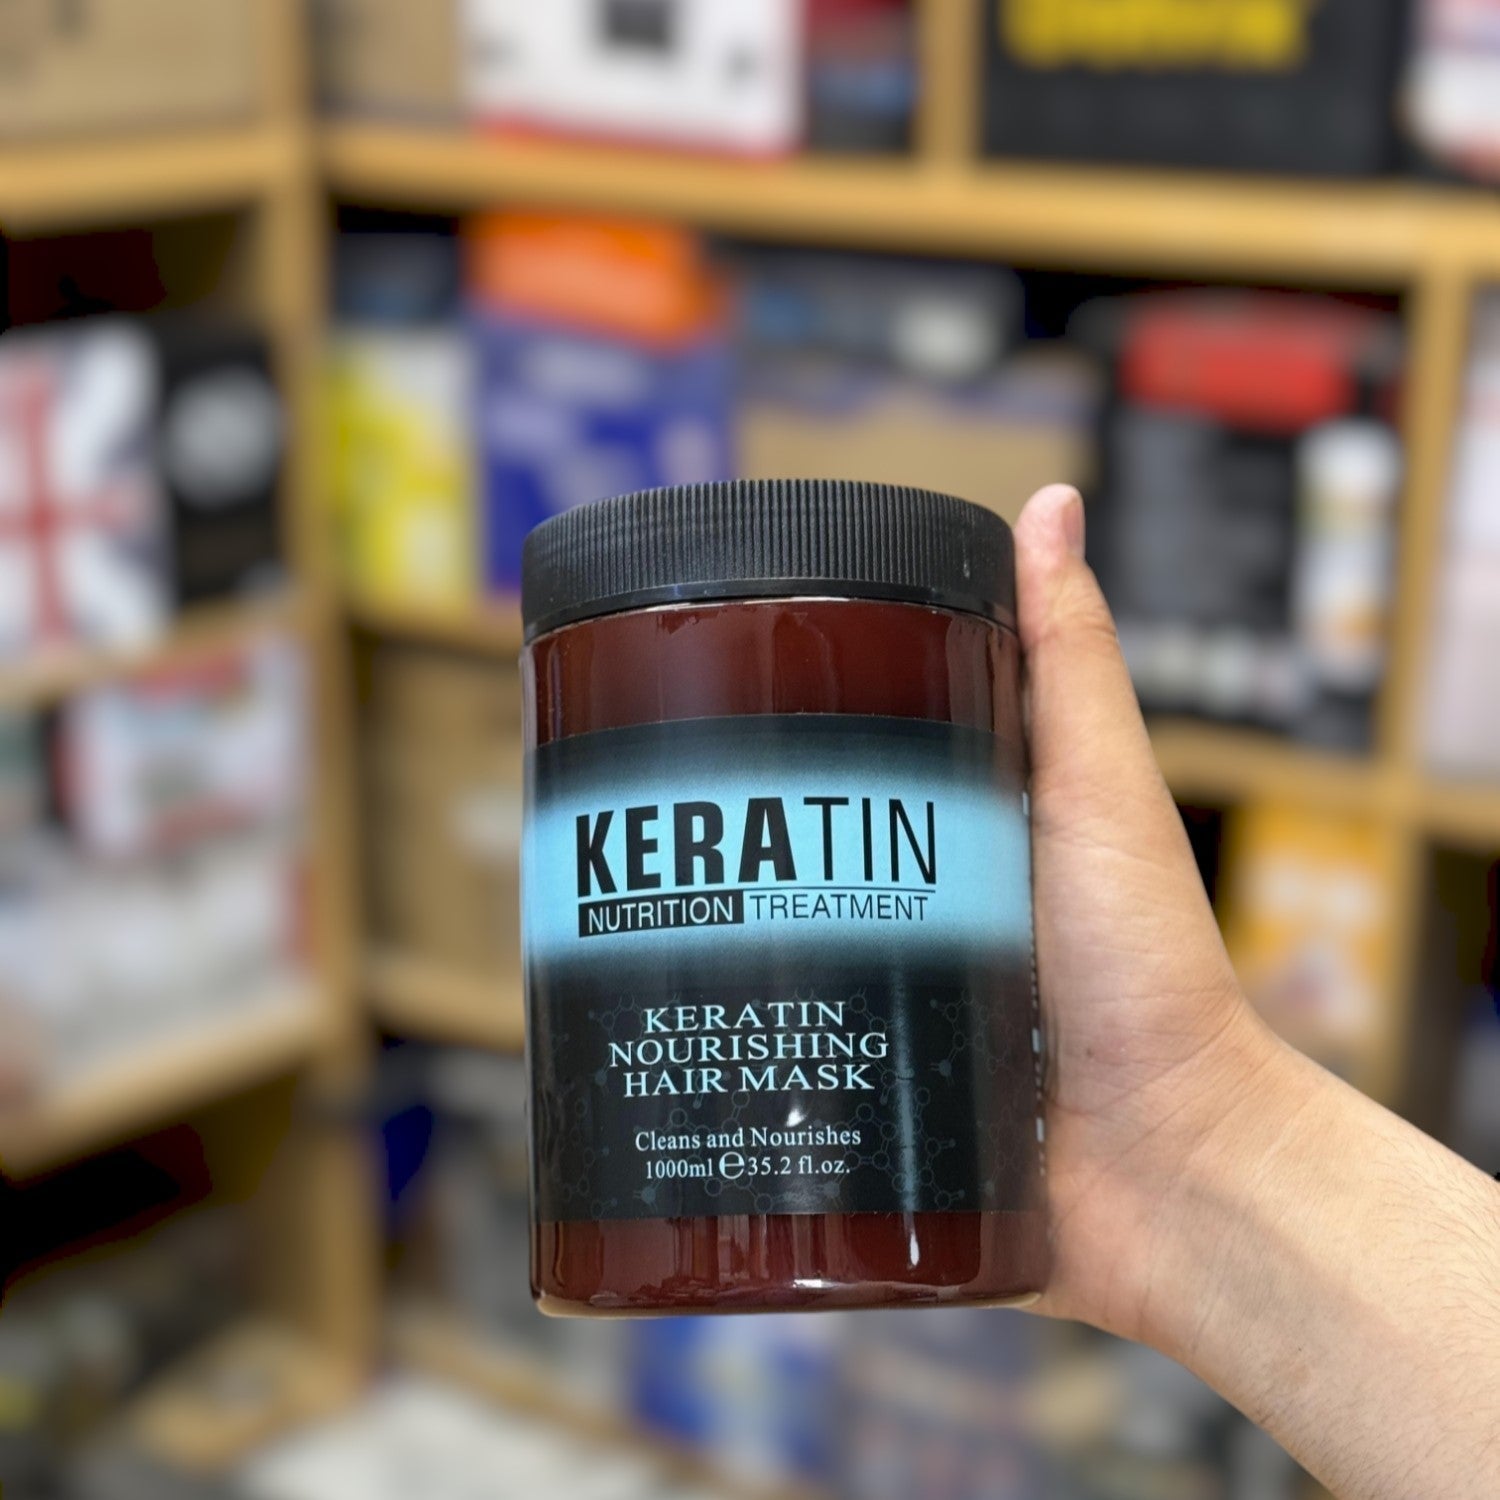 KERATIN
NUTRITION TREATMENT
KERATIN
NOURISHING
HAIR MASK
Cleans and Nourishes
1000ml ℮35.2 fl.oz.